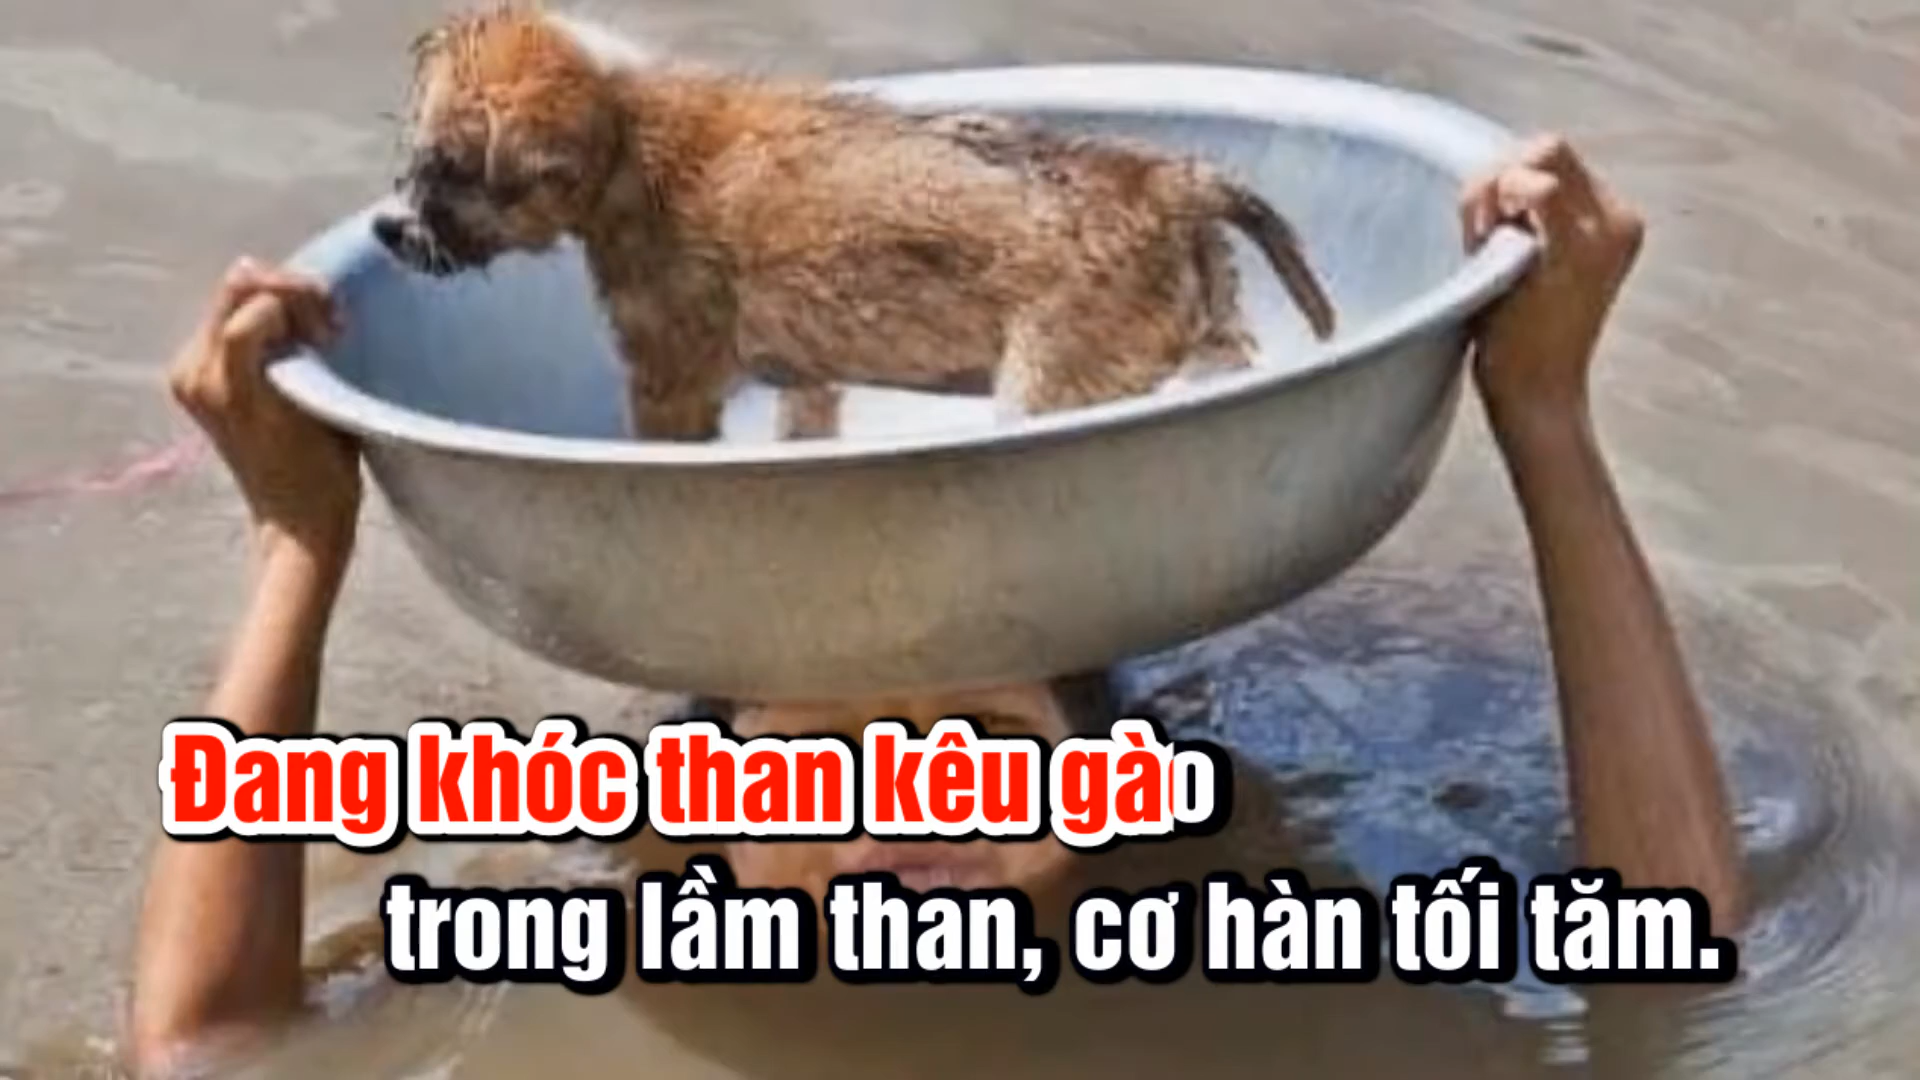 Đang khóc than kêu gào
trong lầm than, cơ hàn tối tăm.